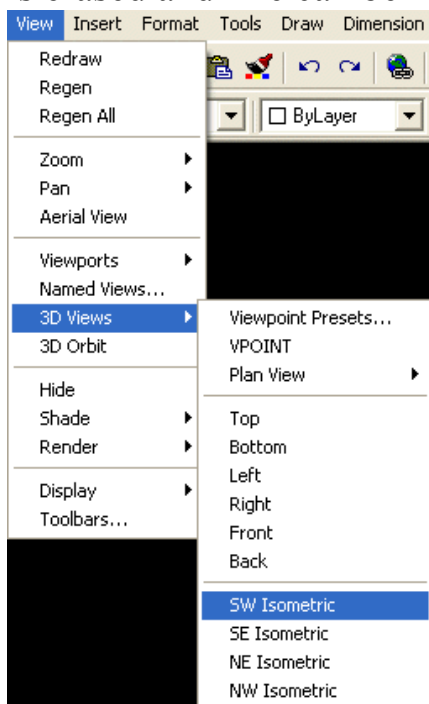 View Insert Format Tools Draw Dimension
Redraw
Regen
Regen All
ByLayer
Zoom
Pan
Aerial View
Viewports
Named Views...
3D Views
3D Orbit
Hide
Shade
Render
Display
Toolbars...
Viewpoint Presets...
VPOINT
Plan View
Top
Bottom
Left
Right
Front
Back
SW Isometric
SE Isometric
NE Isometric
NW Isometric